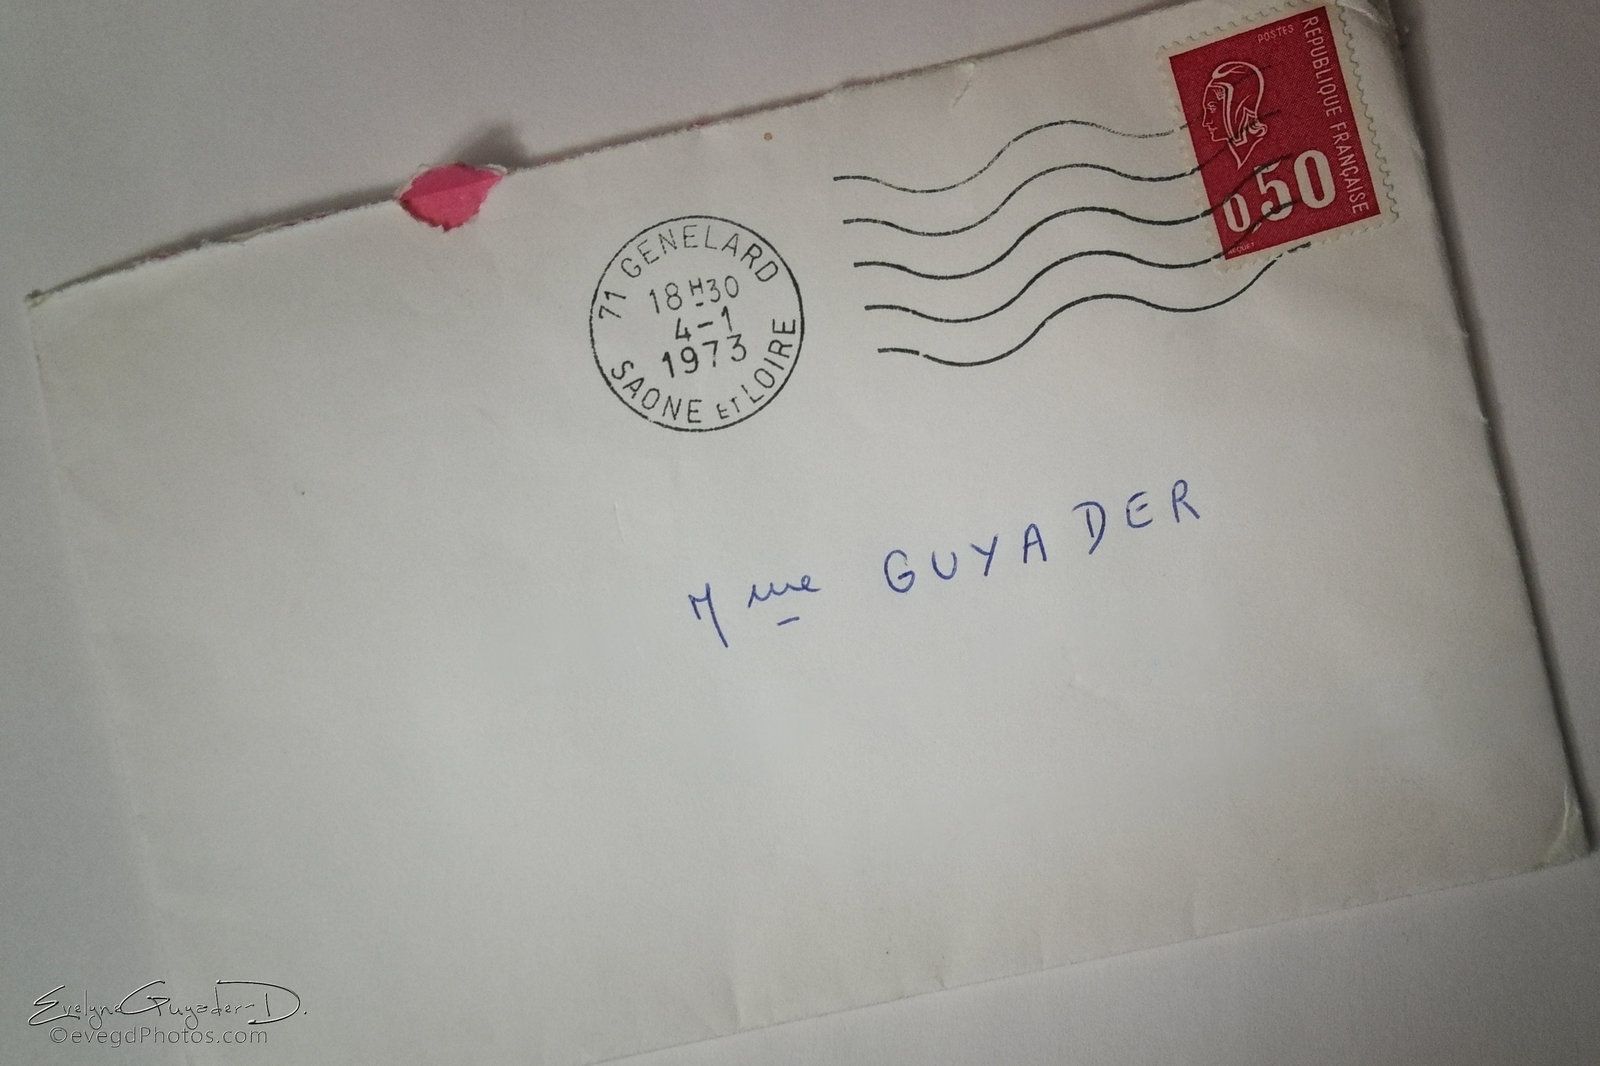 POSTES
REPUBLIQUE FRANÇAISE
0,50
BEQUET
71 GENELARD
18H30
4-1
1973
SAONE ET LOIRE
Mme GUYADER
Evelyne Guyader-D.
©evegdPhotos.com